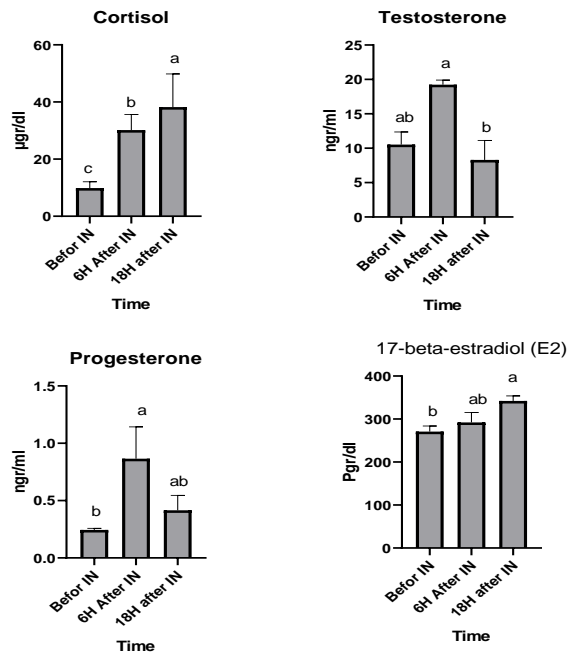 Cortisol
60
40
20
0
µgr/dl
c
b
a
Befor IN
6H After IN
18H after IN
Time
Testosterone
25
20
15
10
5
0
ngr/ml
ab
a
b
Befor IN
6H After IN
18H after IN
Time
Progesterone
1.5
1.0
0.5
0.0
ngr/ml
b
a
ab
Befor IN
6H After IN
18H after IN
Time
17-beta-estradiol (E2)
400
300
200
100
0
Pgr/dl
b
ab
a
Befor IN
6H After IN
18H after IN
Time